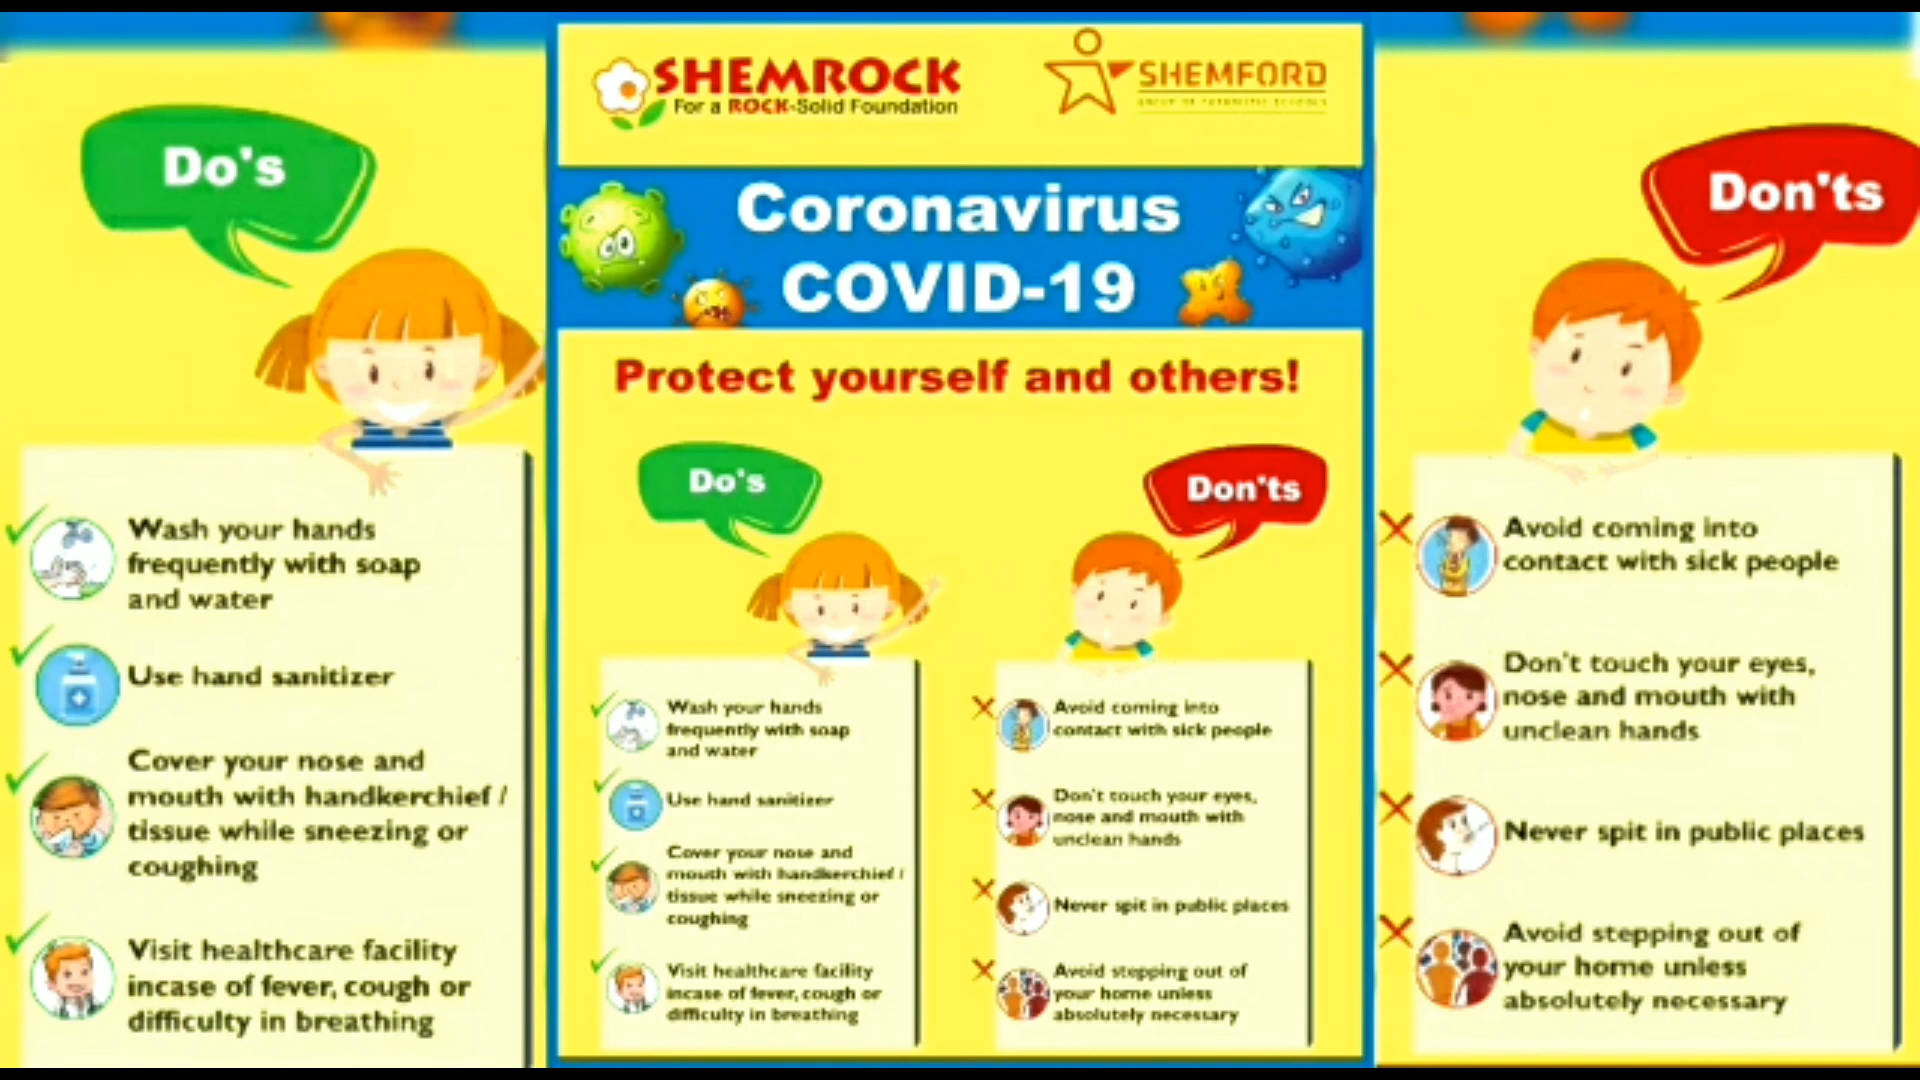 Do's
Wash your hands
frequently with soap
and water
Use hand sanitizer
Cover your nose and
mouth with handkerchief /
tissue while sneezing or
coughing
Visit healthcare facility
incase of fever, cough or
difficulty in breathing
SHEMROCK
For a ROCK-Solid Foundation
SHEMFORD
Coronavirus
COVID-19
Protect yourself and others!
Do's
Wash your hands
frequently with soap
and water
Use hand sanitizer
Cover your nose and
mouth with handkerchief /
tissue while sneezing or
coughing
Visit healthcare facility
incase of fever, cough or
difficulty in breathing
Don'ts
Avoid coming into
contact with sick people
Don't touch your eyes,
nose and mouth with
unclean hands
Never spit in public places
Avoid stepping out of
your home unless
absolutely necessary
Don'ts
Avoid coming into
contact with sick people
Don't touch your eyes,
nose and mouth with
unclean hands
Never spit in public places
Avoid stepping out of
your home unless
absolutely necessary